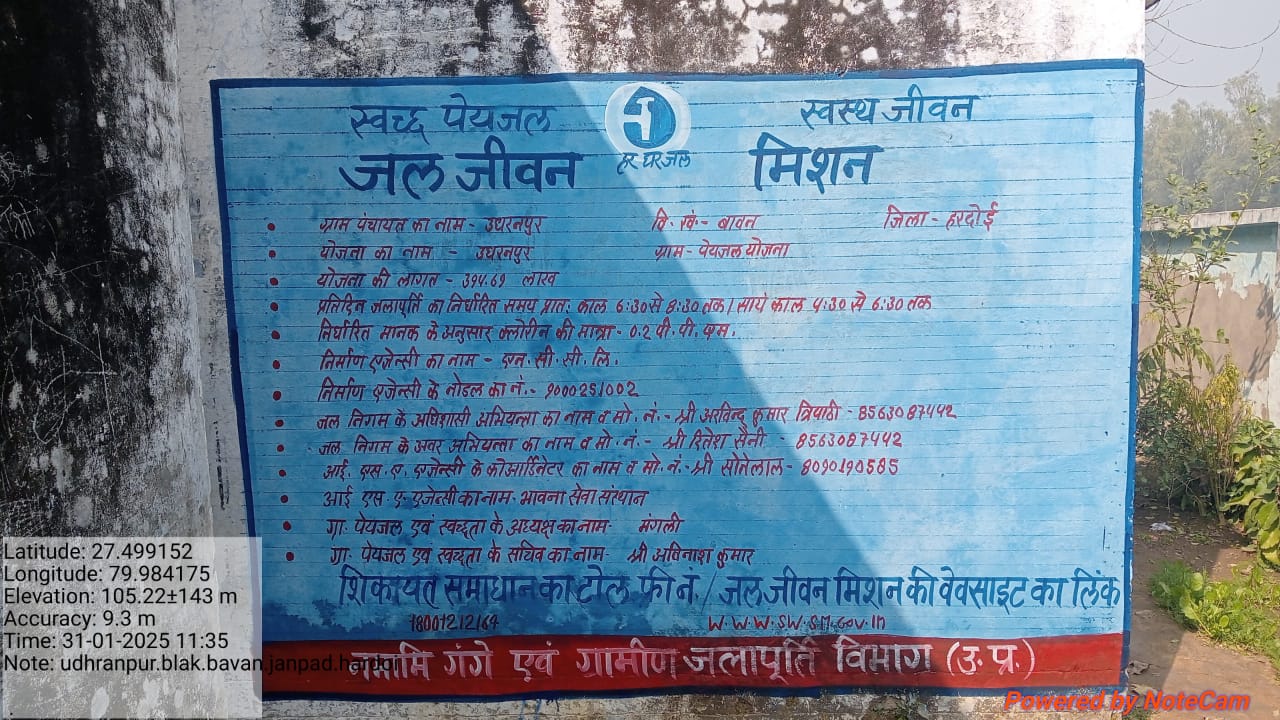 स्वच्छ पेयजल स्वस्थ जीवन
हर घर जल
जल जीवन मिशन
ग्राम पंचायत का नाम - उधरनपुर वि. खं.- बावन जिला - हरदोई
योजना का नाम - उधरनपुर ग्राम- पेयजल योजना
योजना की लागत - ३१५.६१ लाख
प्रतिदिन जलापूर्ति का निर्धारित समय प्रात: काल 6:30 से 8:30 तक / सायं काल 4:30 से 6:30 तक
निर्धारित मानक के अनुसार क्लोरीन की मात्रा - 0.2 पी. पी. एम.
निर्माण एजेन्सी का नाम - एन. सी. सी. लि.
निर्माण एजेन्सी के नोडल का नं.- 9000251002
जल निगम के अधिशासी अभियन्ता का नाम व मो. नं.- श्री अरविन्द कुमार त्रिपाठी - 8563087442
जल निगम के अवर अभियन्ता का नाम व मो. नं.- श्री रितेश सैनी - 8563087442
आई. एस. ए. एजेन्सी के कोआर्डिनेटर का नाम व मो. नं.- श्री सोनेलाल - 8090190585
आई एस ए एजेन्सी का नाम- भावना सेवा संस्थान
ग्रा. पेयजल एवं स्वच्छता के अध्यक्ष का नाम- मंगली
ग्रा. पेयजल एवं स्वच्छता के सचिव का नाम- श्री अविनाश कुमार
शिकायत समाधान का टोल फ्री नं. / जल जीवन मिशन की वेवसाइट का लिंक
18001212164 W.W.W.SW.SM.Gov.in
नमामि गंगे एवं ग्रामीण जलापूर्ति विभाग (उ. प्र.)
Latitude: 27.499152
Longitude: 79.984175
Elevation: 105.22±143 m
Accuracy: 9.3 m
Time: 31-01-2025 11:35
Note: udhranpur.blak.bavan.janpad.hardoi
Powered by NoteCam